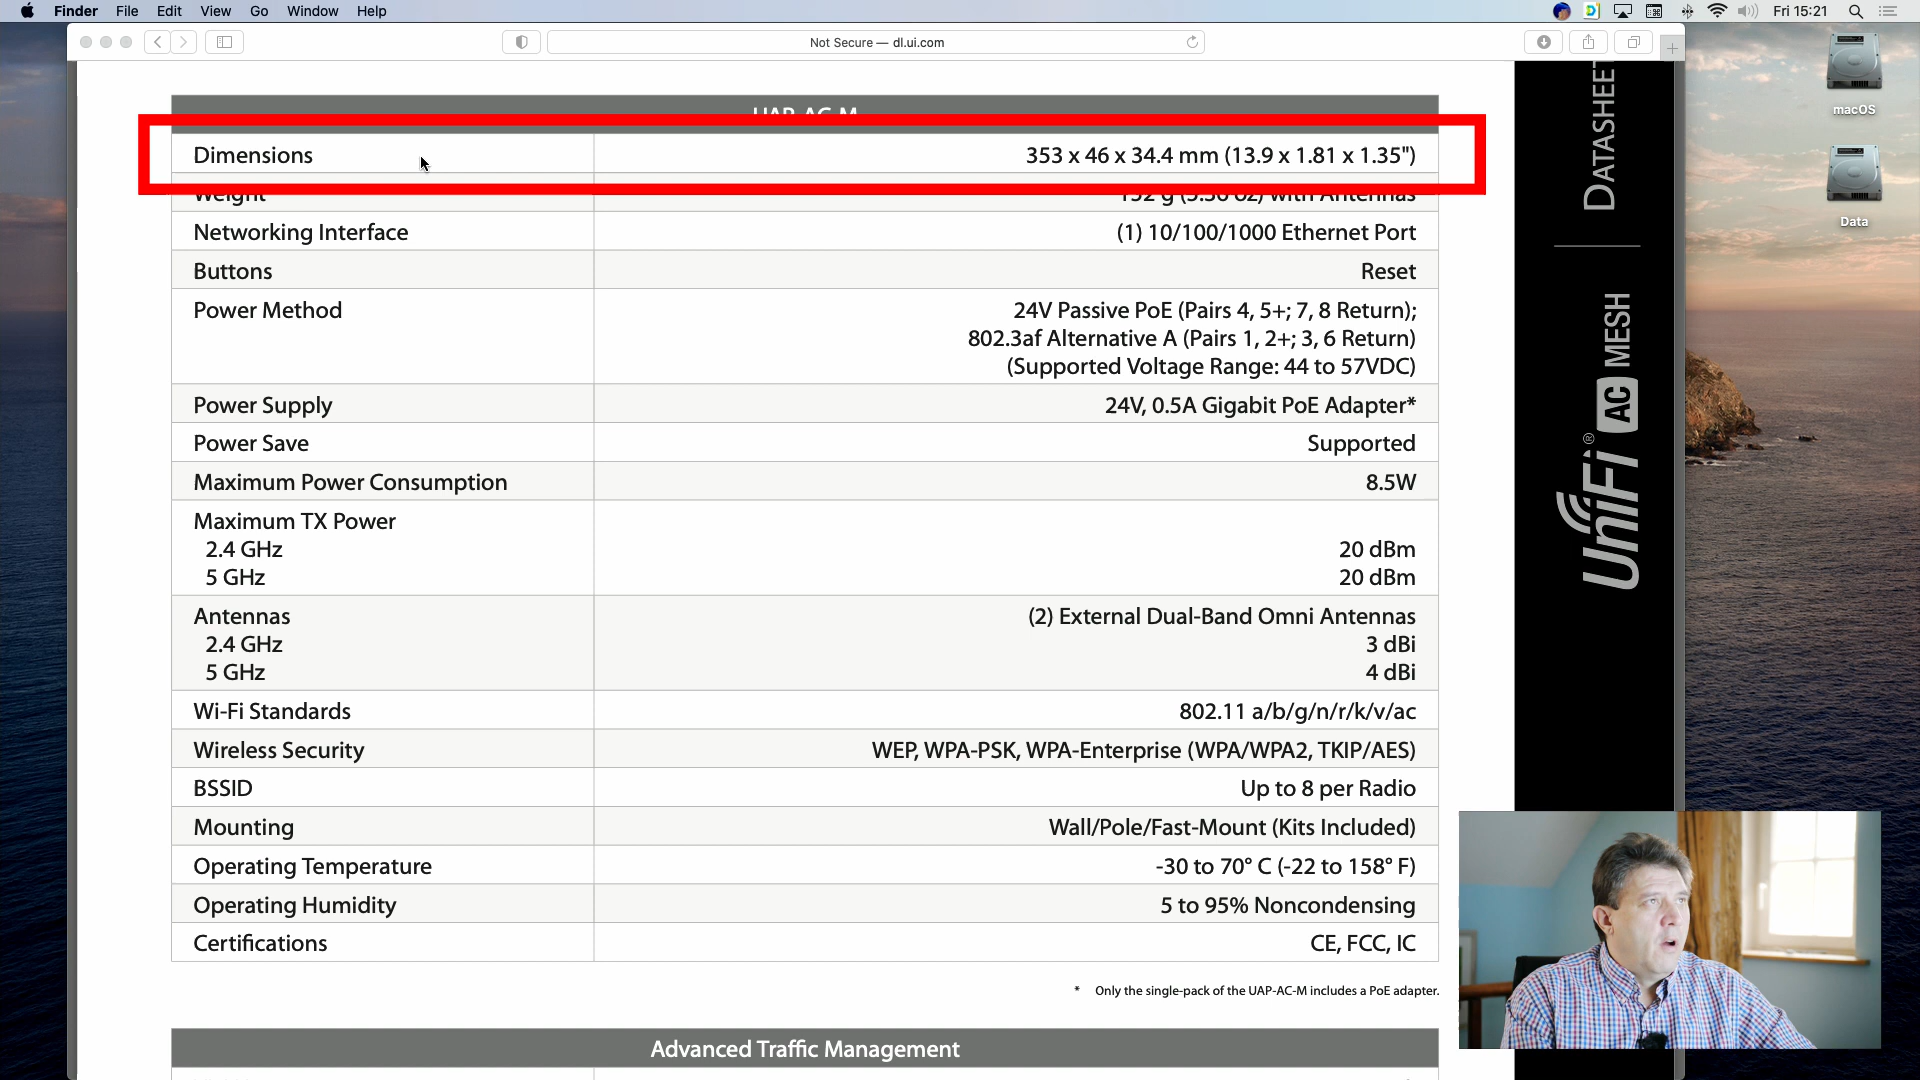 Finder File Edit View Go Window Help
Fri 15:21
Not Secure — dl.ui.com
macOS
Data
UAP-AC-M
Dimensions 353 x 46 x 34.4 mm (13.9 x 1.81 x 1.35")
Weight 152 g (5.36 oz) with Antennas
Networking Interface (1) 10/100/1000 Ethernet Port
Buttons Reset
Power Method 24V Passive PoE (Pairs 4, 5+; 7, 8 Return);
802.3af Alternative A (Pairs 1, 2+; 3, 6 Return)
(Supported Voltage Range: 44 to 57VDC)
Power Supply 24V, 0.5A Gigabit PoE Adapter*
Power Save Supported
Maximum Power Consumption 8.5W
Maximum TX Power
2.4 GHz 20 dBm
5 GHz 20 dBm
Antennas (2) External Dual-Band Omni Antennas
2.4 GHz 3 dBi
5 GHz 4 dBi
Wi-Fi Standards 802.11 a/b/g/n/r/k/v/ac
Wireless Security WEP, WPA-PSK, WPA-Enterprise (WPA/WPA2, TKIP/AES)
BSSID Up to 8 per Radio
Mounting Wall/Pole/Fast-Mount (Kits Included)
Operating Temperature -30 to 70° C (-22 to 158° F)
Operating Humidity 5 to 95% Noncondensing
Certifications CE, FCC, IC
* Only the single-pack of the UAP-AC-M includes a PoE adapter.
Advanced Traffic Management
DATASHEET
UniFi® AC MESH